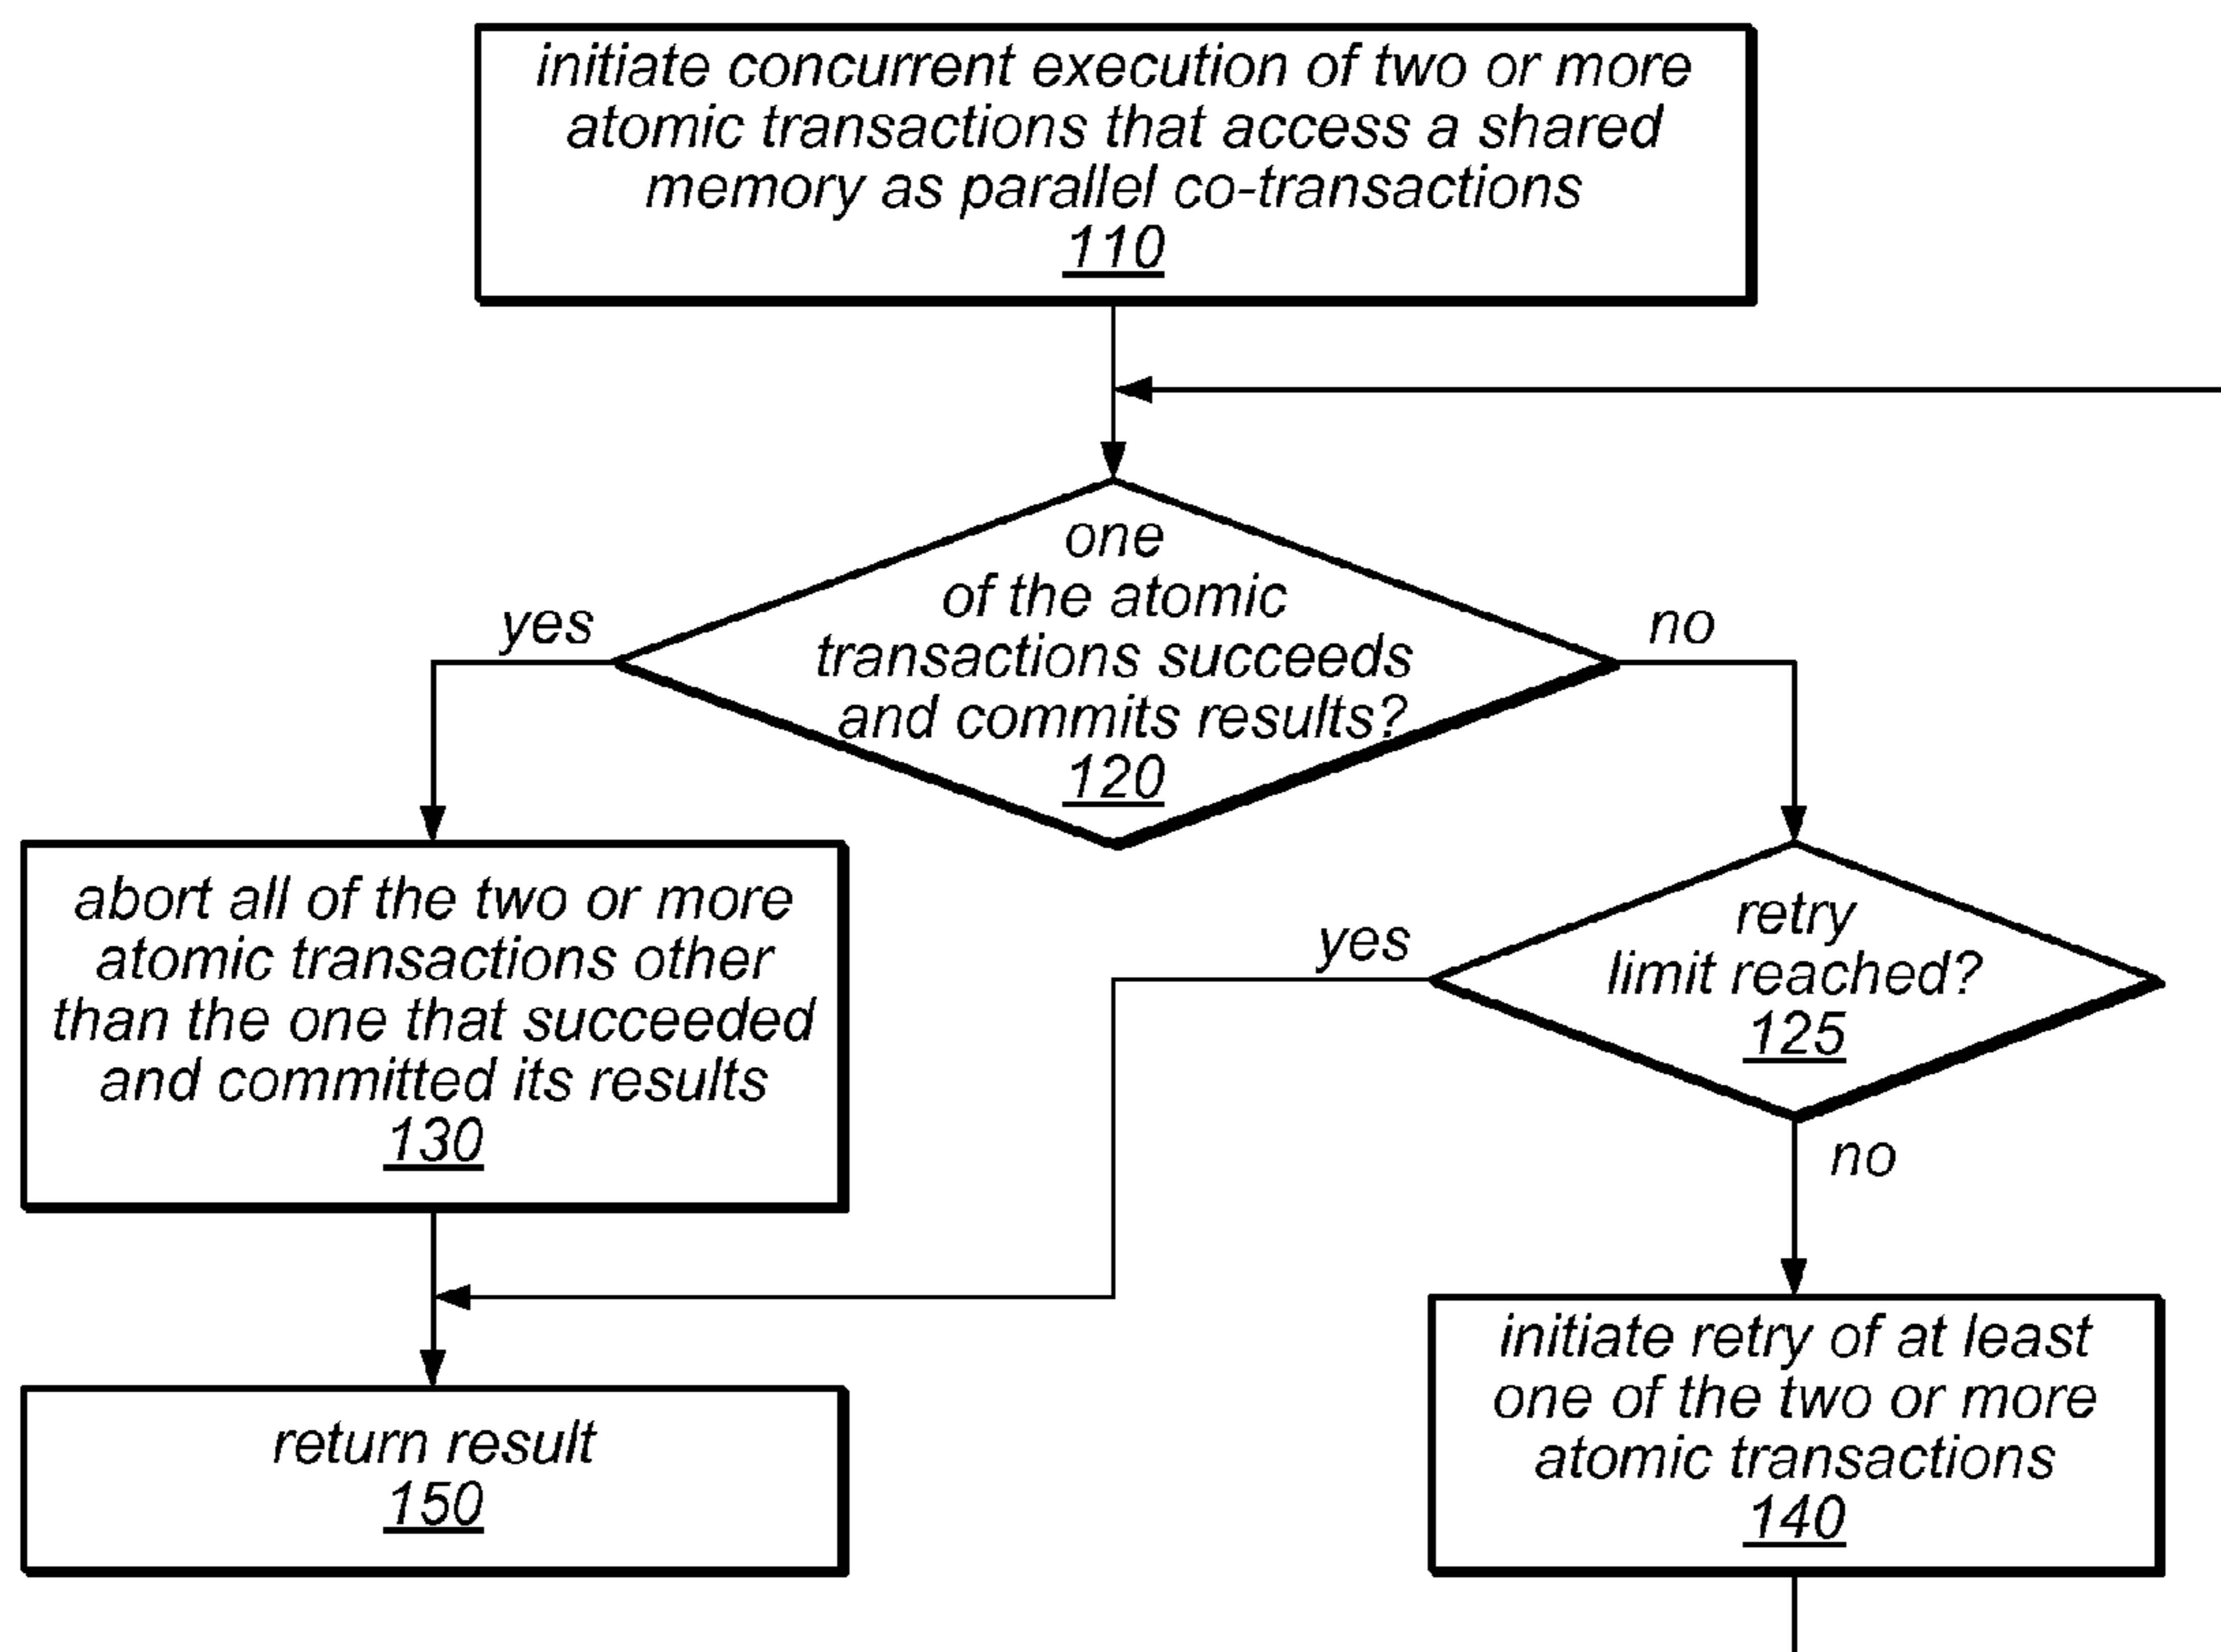 initiate concurrent execution of two or more
atomic transactions that access a shared
memory as parallel co-transactions
110
one
of the atomic
transactions succeeds
and commits results?
120
yes
no
abort all of the two or more
atomic transactions other
than the one that succeeded
and committed its results
130
retry
limit reached?
125
yes
no
return result
150
initiate retry of at least
one of the two or more
atomic transactions
140